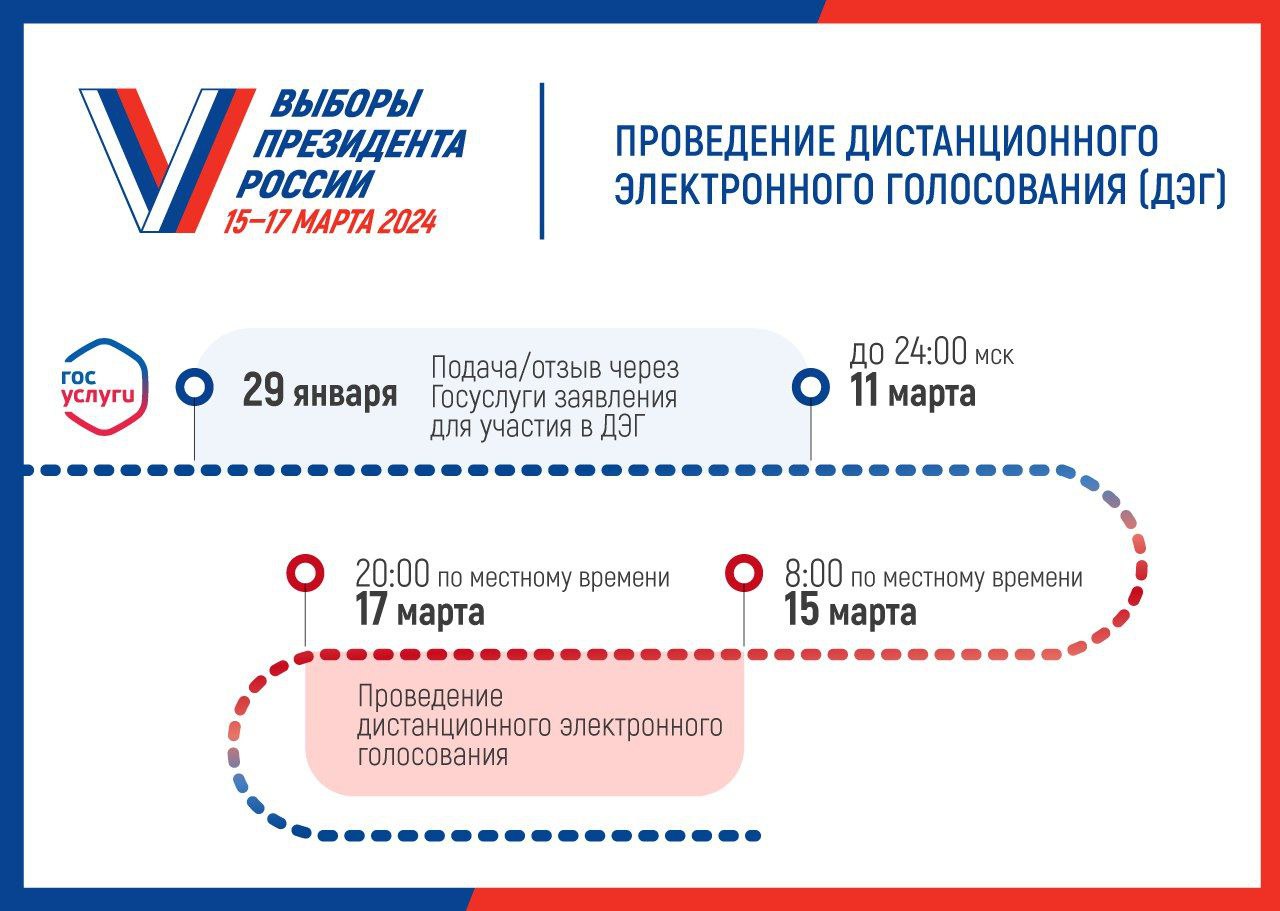 ВЫБОРЫ
ПРЕЗИДЕНТА
РОССИИ
15–17 МАРТА 2024
ПРОВЕДЕНИЕ ДИСТАНЦИОННОГО
ЭЛЕКТРОННОГО ГОЛОСОВАНИЯ (ДЭГ)
гос
услуги
29 января
Подача/отзыв через
Госуслуги заявления
для участия в ДЭГ
до 24:00 мск
11 марта
20:00 по местному времени
17 марта
8:00 по местному времени
15 марта
Проведение
дистанционного электронного
голосования